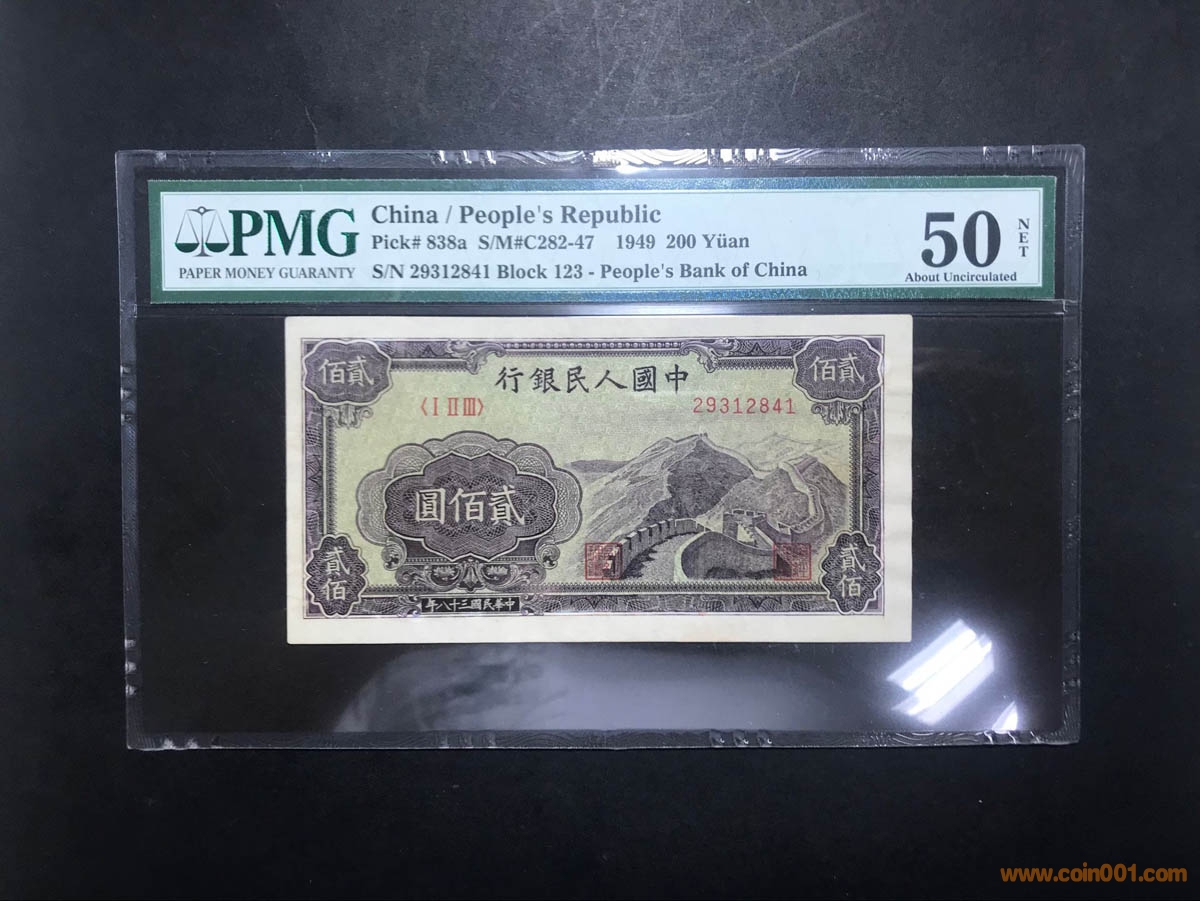 PMG
PAPER MONEY GUARANTY
China / People's Republic
Pick# 838a S/M#C282-47 1949 200 Yüan
S/N 29312841 Block 123 - People's Bank of China
50
NET
About Uncirculated
佰貳
行銀民人國中
佰貳
〈I II III〉
29312841
圓佰貳
貳佰
貳佰
年八十三國民華中
www.coin001.com